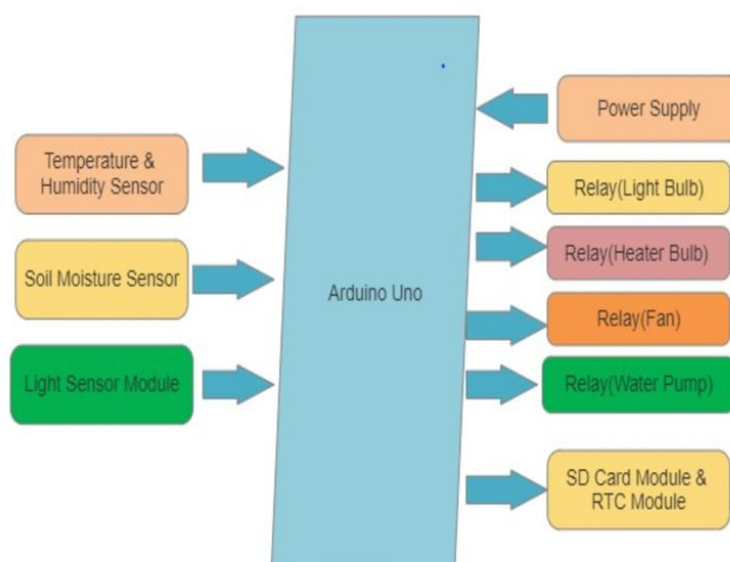 Temperature &
Humidity Sensor
Soil Moisture Sensor
Light Sensor Module
Arduino Uno
Power Supply
Relay(Light Bulb)
Relay(Heater Bulb)
Relay(Fan)
Relay(Water Pump)
SD Card Module &
RTC Module